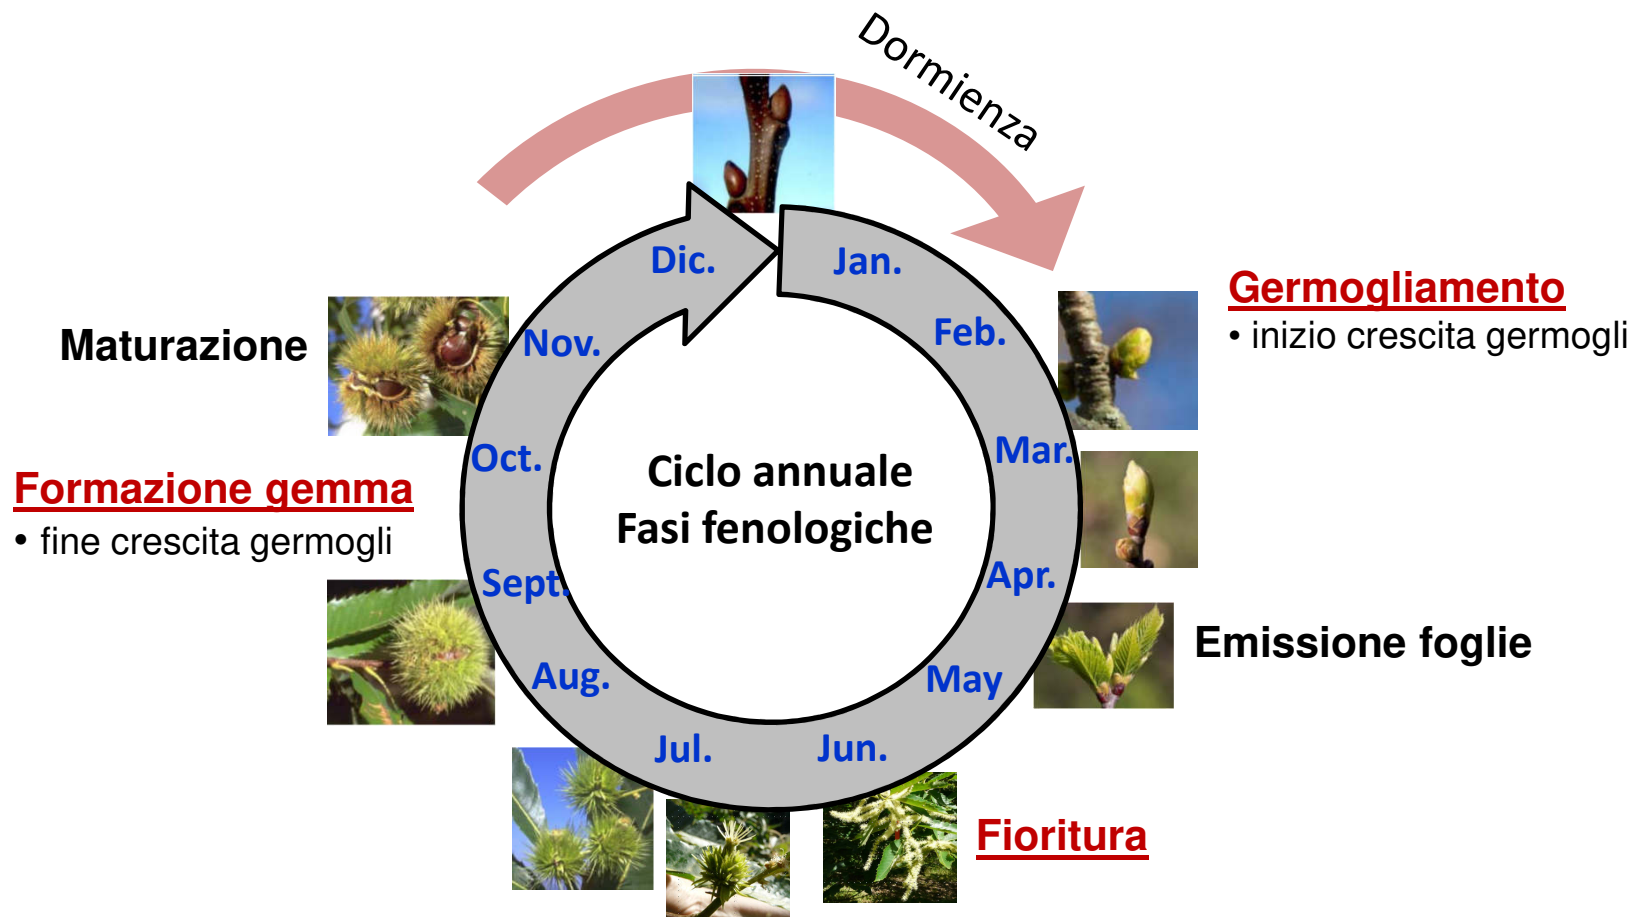 Dormienza
Dic.
Jan.
Feb.
Mar.
Apr.
May
Jun.
Jul.
Aug.
Sept.
Oct.
Nov.
Ciclo annuale
Fasi fenologiche
Germogliamento
• inizio crescita germogli
Emissione foglie
Fioritura
Formazione gemma
• fine crescita germogli
Maturazione